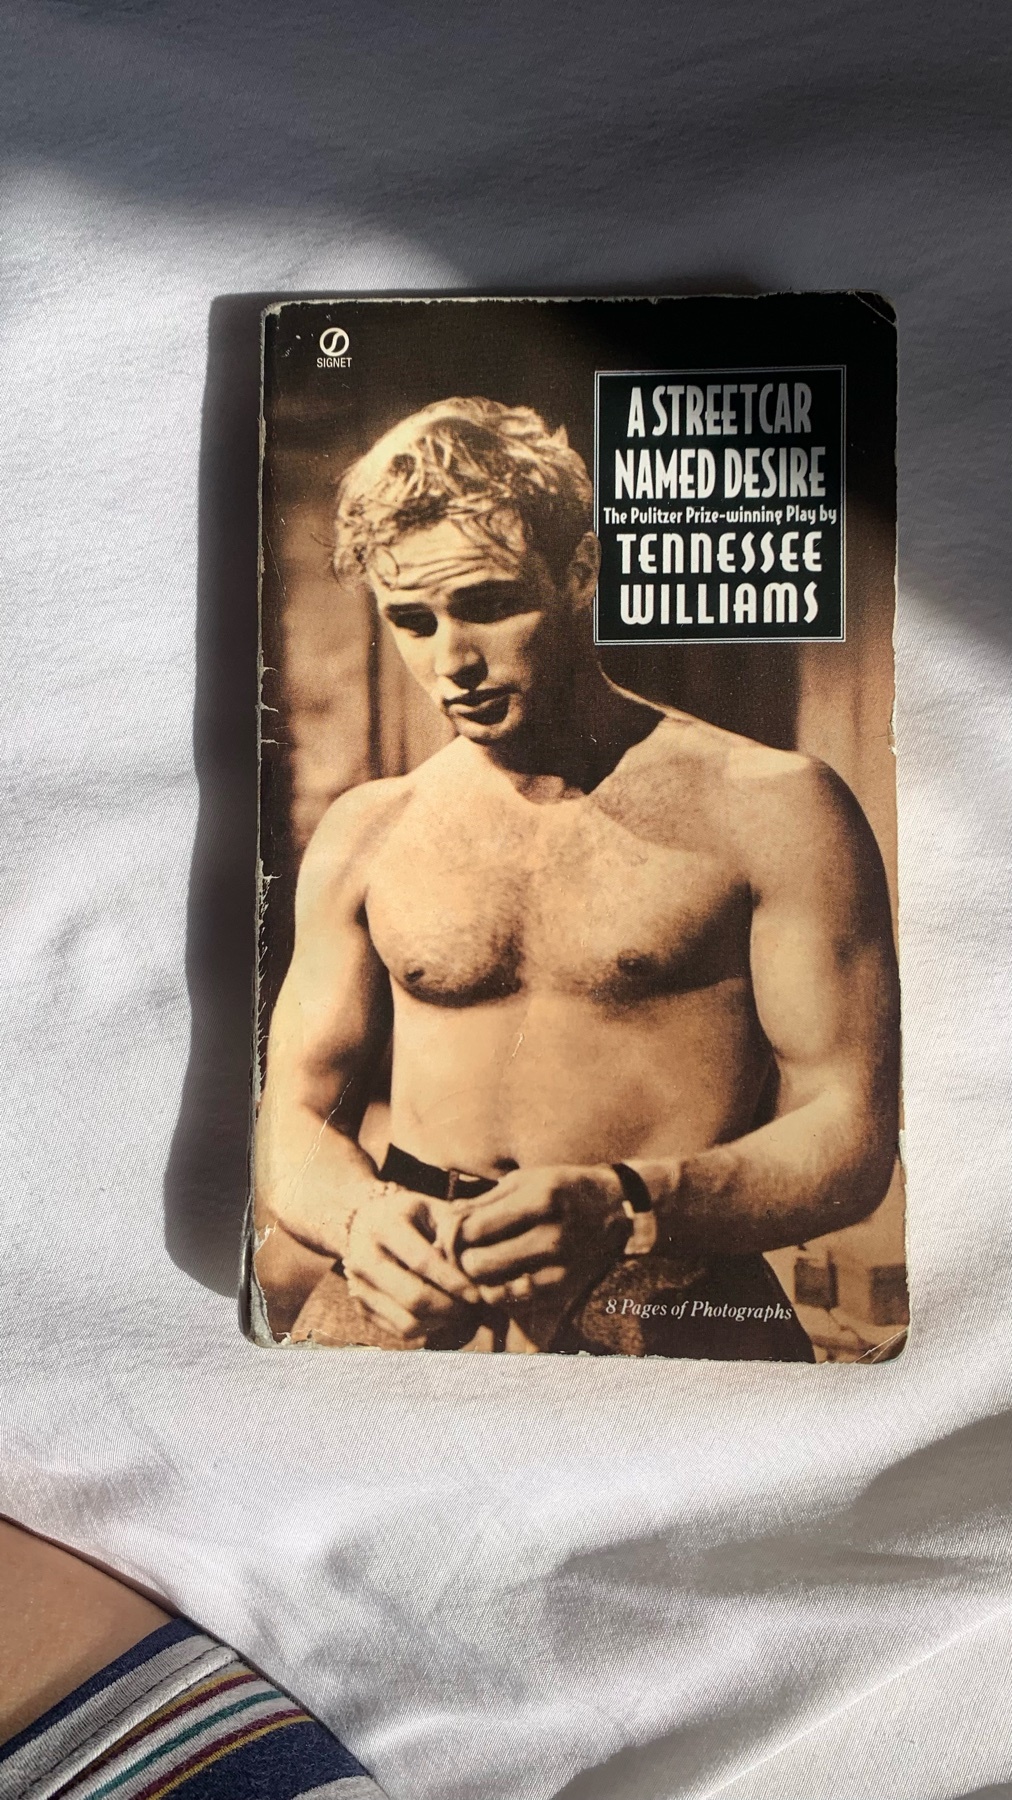 SIGNET
A STREETCAR
NAMED DESIRE
The Pulitzer Prize-winning Play by
TENNESSEE
WILLIAMS
8 Pages of Photographs